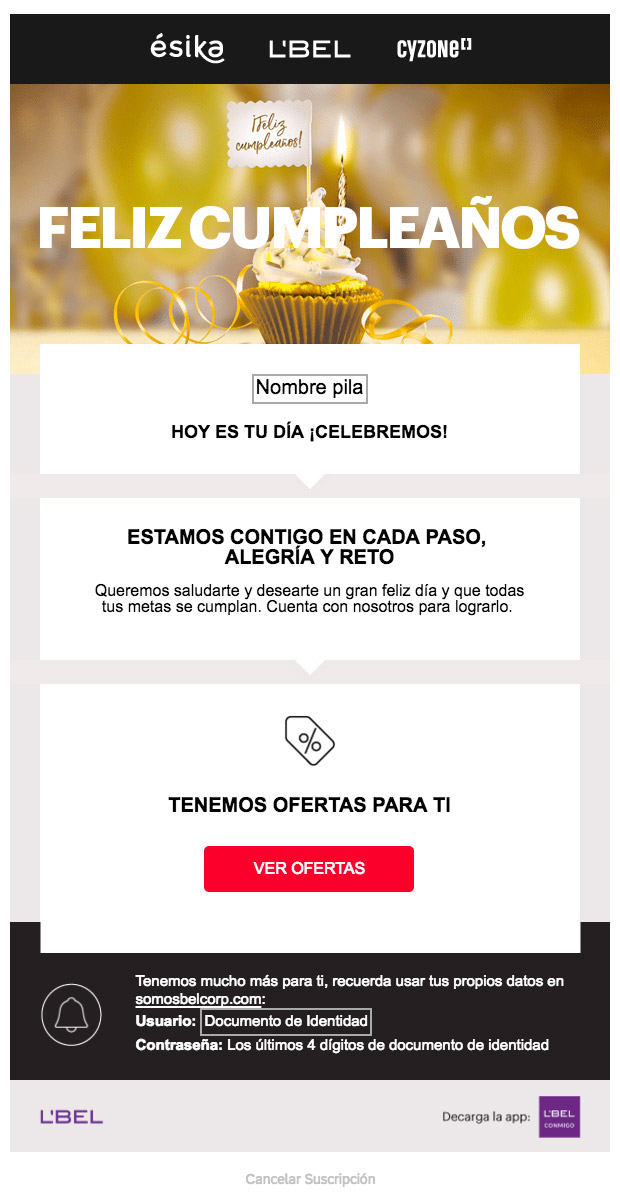 ésika L'BEL CYZONE
¡Feliz
cumpleaños!
FELIZ CUMPLEAÑOS
Nombre pila
HOY ES TU DÍA ¡CELEBREMOS!
ESTAMOS CONTIGO EN CADA PASO,
ALEGRÍA Y RETO
Queremos saludarte y desearte un gran feliz día y que todas
tus metas se cumplan. Cuenta con nosotros para lograrlo.
%
TENEMOS OFERTAS PARA TI
VER OFERTAS
Tenemos mucho más para ti, recuerda usar tus propios datos en
somosbelcorp.com:
Usuario: Documento de Identidad
Contraseña: Los últimos 4 dígitos de documento de identidad
L'BEL
Decarga la app:
L'BEL
CONMIGO
Cancelar Suscripción